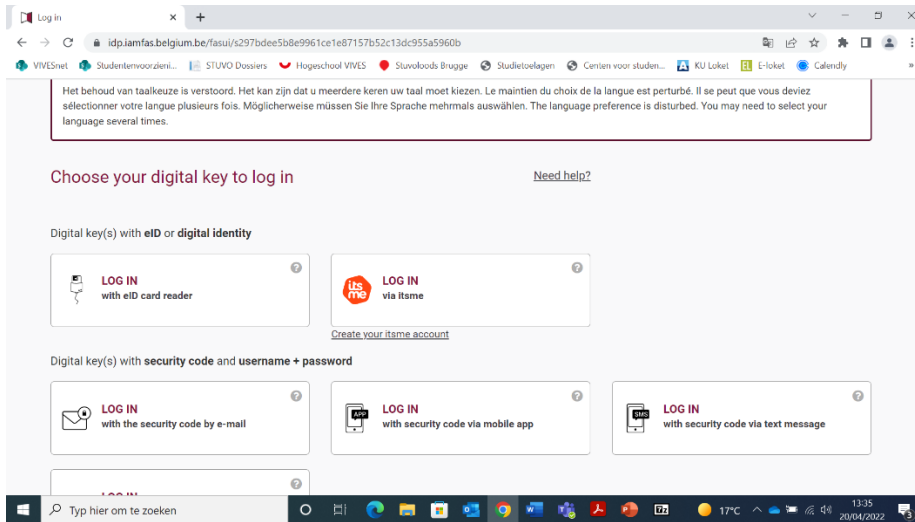 Log in
idp.iamfas.belgium.be/fasui/s297bdee5b8e9961ce1e87157b52c13dc955a5960b
VIVESnet Studentenvoorzieni... STUVO Dossiers Hogeschool VIVES Stuvoloods Brugge Studietoelagen Centen voor studen... KU Loket EL E-loket Calendly »
Het behoud van taalkeuze is verstoord. Het kan zijn dat u meerdere keren uw taal moet kiezen. Le maintien du choix de la langue est perturbé. Il se peut que vous deviez
sélectionner votre langue plusieurs fois. Möglicherweise müssen Sie Ihre Sprache mehrmals auswählen. The language preference is disturbed. You may need to select your
language several times.
Choose your digital key to log in
Need help?
Digital key(s) with eID or digital identity
LOG IN
with eID card reader
its
me
LOG IN
via itsme
Create your itsme account
Digital key(s) with security code and username + password
LOG IN
with the security code by e-mail
APP
LOG IN
with security code via mobile app
SMS
LOG IN
with security code via text message
LOG IN
Typ hier om te zoeken
17°C
13:35
20/04/2022